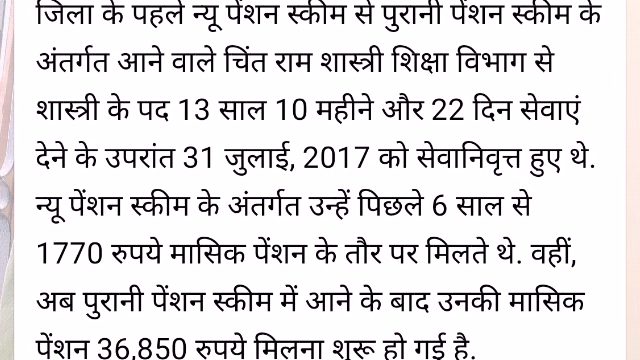 जिला के पहले न्यू पेंशन स्कीम से पुरानी पेंशन स्कीम के
अंतर्गत आने वाले चिंत राम शास्त्री शिक्षा विभाग से
शास्त्री के पद 13 साल 10 महीने और 22 दिन सेवाएं
देने के उपरांत 31 जुलाई, 2017 को सेवानिवृत्त हुए थे.
न्यू पेंशन स्कीम के अंतर्गत उन्हें पिछले 6 साल से
1770 रुपये मासिक पेंशन के तौर पर मिलते थे. वहीं,
अब पुरानी पेंशन स्कीम में आने के बाद उनकी मासिक
पेंशन 36,850 रुपये मिलना शुरू हो गई है.